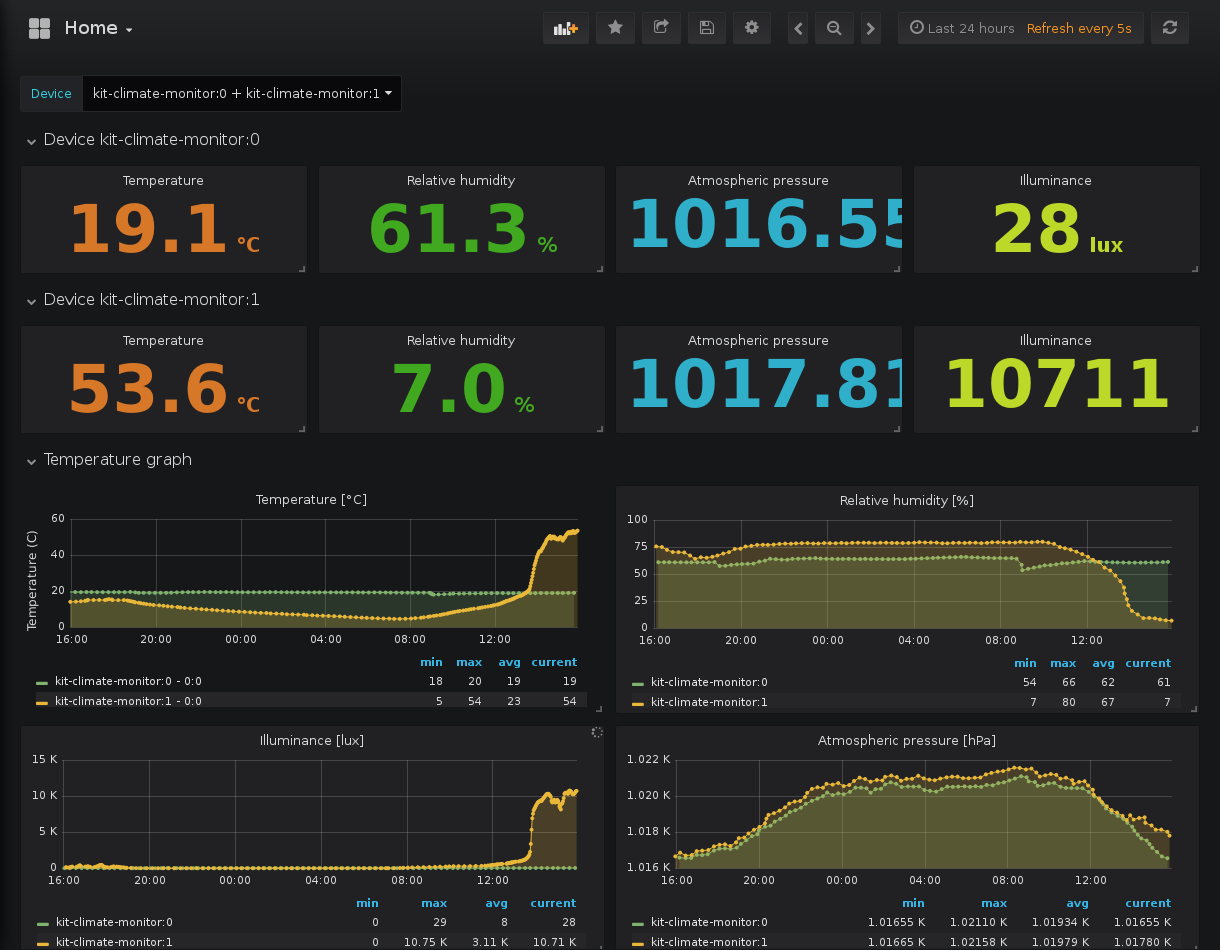 Home
Last 24 hours Refresh every 5s
Device kit-climate-monitor:0 + kit-climate-monitor:1
Device kit-climate-monitor:0
Temperature Relative humidity Atmospheric pressure Illuminance
19.1 °C 61.3 % 1016.55 28 lux
Device kit-climate-monitor:1
Temperature Relative humidity Atmospheric pressure Illuminance
53.6 °C 7.0 % 1017.81 10711
Temperature graph
Temperature [°C]
Temperature (C)
60
40
20
0
16:00 20:00 00:00 04:00 08:00 12:00
min max avg current
kit-climate-monitor:0 - 0:0 18 20 19 19
kit-climate-monitor:1 - 0:0 5 54 23 54
Relative humidity [%]
100
75
50
25
0
16:00 20:00 00:00 04:00 08:00 12:00
min max avg current
kit-climate-monitor:0 54 66 62 61
kit-climate-monitor:1 7 80 67 7
Illuminance [lux]
15 K
10 K
5 K
0
16:00 20:00 00:00 04:00 08:00 12:00
min max avg current
kit-climate-monitor:0 0 29 8 28
kit-climate-monitor:1 0 10.75 K 3.11 K 10.71 K
Atmospheric pressure [hPa]
1.022 K
1.020 K
1.018 K
1.016 K
16:00 20:00 00:00 04:00 08:00 12:00
min max avg current
kit-climate-monitor:0 1.01655 K 1.02110 K 1.01934 K 1.01655 K
kit-climate-monitor:1 1.01665 K 1.02158 K 1.01979 K 1.01780 K